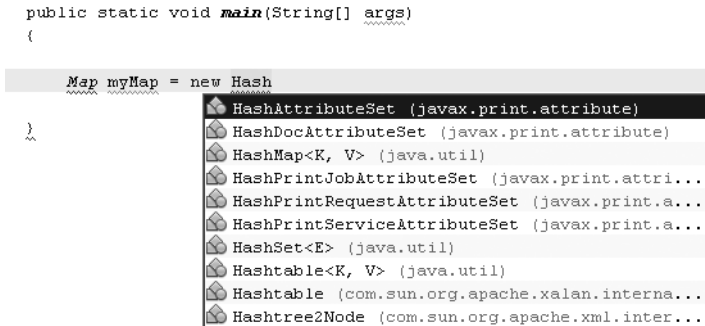 public static void main(String[] args)
{
Map myMap = new Hash
HashAttributeSet (javax.print.attribute)
}
HashDocAttributeSet (javax.print.attribute)
HashMap<K, V> (java.util)
HashPrintJobAttributeSet (javax.print.attri...
HashPrintRequestAttributeSet (javax.print.a...
HashPrintServiceAttributeSet (javax.print.a...
HashSet<E> (java.util)
Hashtable<K, V> (java.util)
Hashtable (com.sun.org.apache.xalan.interna...
Hashtree2Node (com.sun.org.apache.xml.inter...